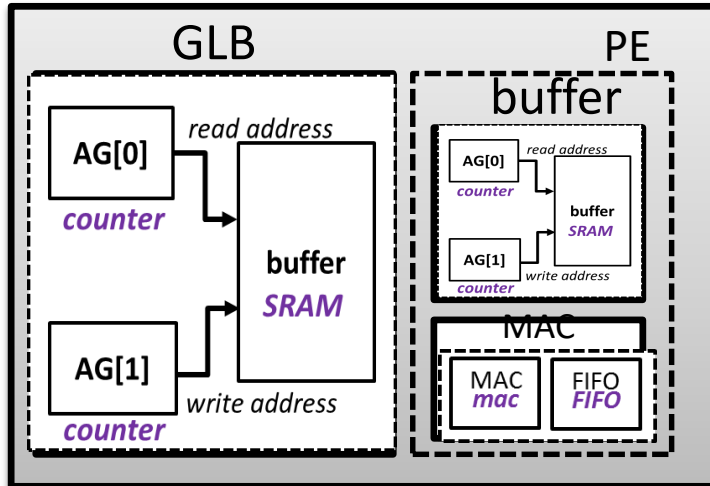 GLB
AG[0]
counter
read address
buffer
SRAM
AG[1]
counter
write address
PE
buffer
AG[0]
counter
read address
buffer
SRAM
AG[1]
counter
write address
MAC
MAC
mac
FIFO
FIFO